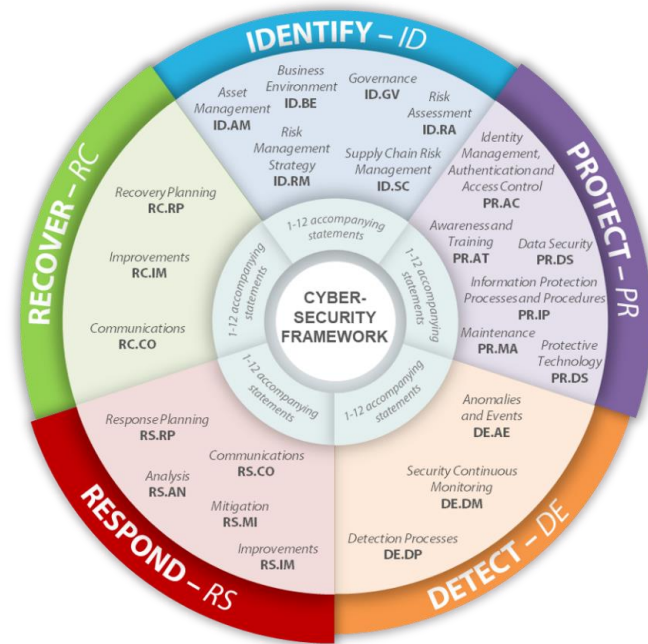 IDENTIFY – ID
Asset
Management
ID.AM
Business
Environment
ID.BE
Governance
ID.GV
Risk
Assessment
ID.RA
Risk
Management
Strategy
ID.RM
Supply Chain Risk
Management
ID.SC
PROTECT – PR
Identity
Management,
Authentication and
Access Control
PR.AC
Awareness and
Training
PR.AT
Data Security
PR.DS
Information Protection
Processes and Procedures
PR.IP
Maintenance
PR.MA
Protective
Technology
PR.DS
DETECT – DE
Anomalies
and Events
DE.AE
Security Continuous
Monitoring
DE.DM
Detection Processes
DE.DP
RESPOND – RS
Response Planning
RS.RP
Communications
RS.CO
Analysis
RS.AN
Mitigation
RS.MI
Improvements
RS.IM
RECOVER – RC
Recovery Planning
RC.RP
Improvements
RC.IM
Communications
RC.CO
1-12 accompanying
statements
1-12 accompanying
statements
1-12 accompanying
statements
1-12 accompanying
statements
1-12 accompanying
statements
CYBER-
SECURITY
FRAMEWORK